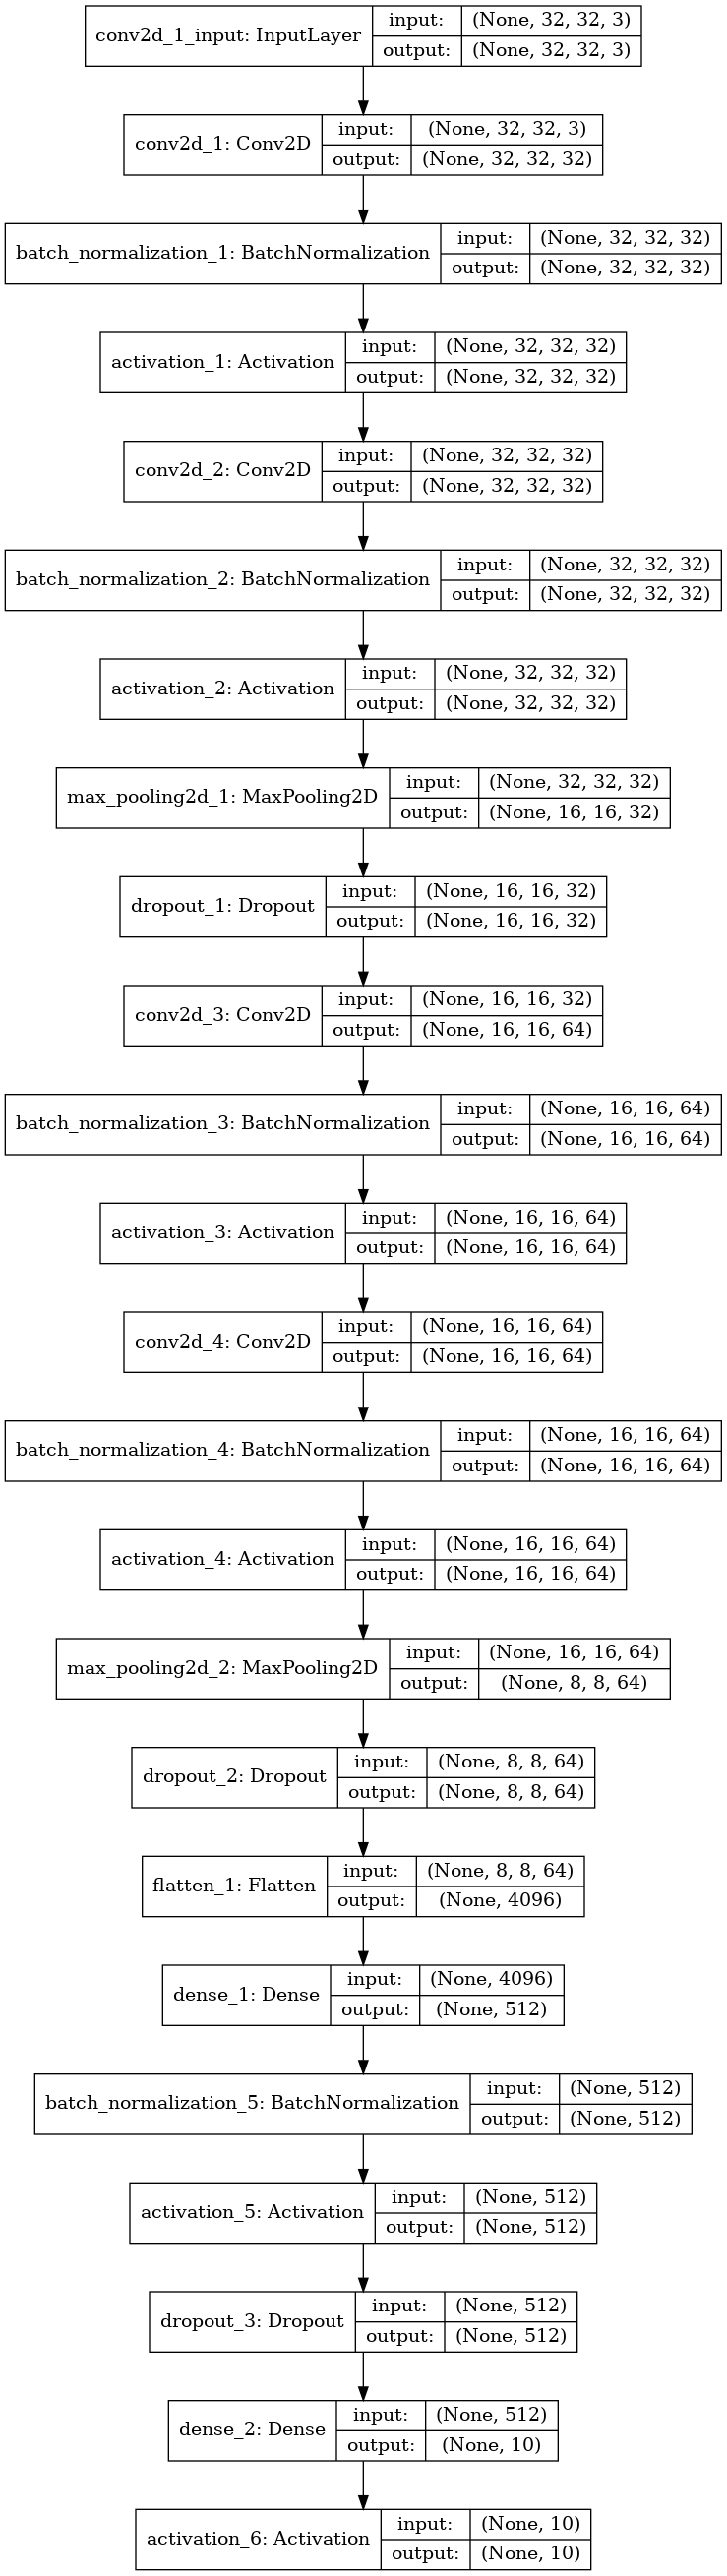 conv2d_1_input: InputLayer
input: (None, 32, 32, 3)
output: (None, 32, 32, 3)
conv2d_1: Conv2D
input: (None, 32, 32, 3)
output: (None, 32, 32, 32)
batch_normalization_1: BatchNormalization
input: (None, 32, 32, 32)
output: (None, 32, 32, 32)
activation_1: Activation
input: (None, 32, 32, 32)
output: (None, 32, 32, 32)
conv2d_2: Conv2D
input: (None, 32, 32, 32)
output: (None, 32, 32, 32)
batch_normalization_2: BatchNormalization
input: (None, 32, 32, 32)
output: (None, 32, 32, 32)
activation_2: Activation
input: (None, 32, 32, 32)
output: (None, 32, 32, 32)
max_pooling2d_1: MaxPooling2D
input: (None, 32, 32, 32)
output: (None, 16, 16, 32)
dropout_1: Dropout
input: (None, 16, 16, 32)
output: (None, 16, 16, 32)
conv2d_3: Conv2D
input: (None, 16, 16, 32)
output: (None, 16, 16, 64)
batch_normalization_3: BatchNormalization
input: (None, 16, 16, 64)
output: (None, 16, 16, 64)
activation_3: Activation
input: (None, 16, 16, 64)
output: (None, 16, 16, 64)
conv2d_4: Conv2D
input: (None, 16, 16, 64)
output: (None, 16, 16, 64)
batch_normalization_4: BatchNormalization
input: (None, 16, 16, 64)
output: (None, 16, 16, 64)
activation_4: Activation
input: (None, 16, 16, 64)
output: (None, 16, 16, 64)
max_pooling2d_2: MaxPooling2D
input: (None, 16, 16, 64)
output: (None, 8, 8, 64)
dropout_2: Dropout
input: (None, 8, 8, 64)
output: (None, 8, 8, 64)
flatten_1: Flatten
input: (None, 8, 8, 64)
output: (None, 4096)
dense_1: Dense
input: (None, 4096)
output: (None, 512)
batch_normalization_5: BatchNormalization
input: (None, 512)
output: (None, 512)
activation_5: Activation
input: (None, 512)
output: (None, 512)
dropout_3: Dropout
input: (None, 512)
output: (None, 512)
dense_2: Dense
input: (None, 512)
output: (None, 10)
activation_6: Activation
input: (None, 10)
output: (None, 10)